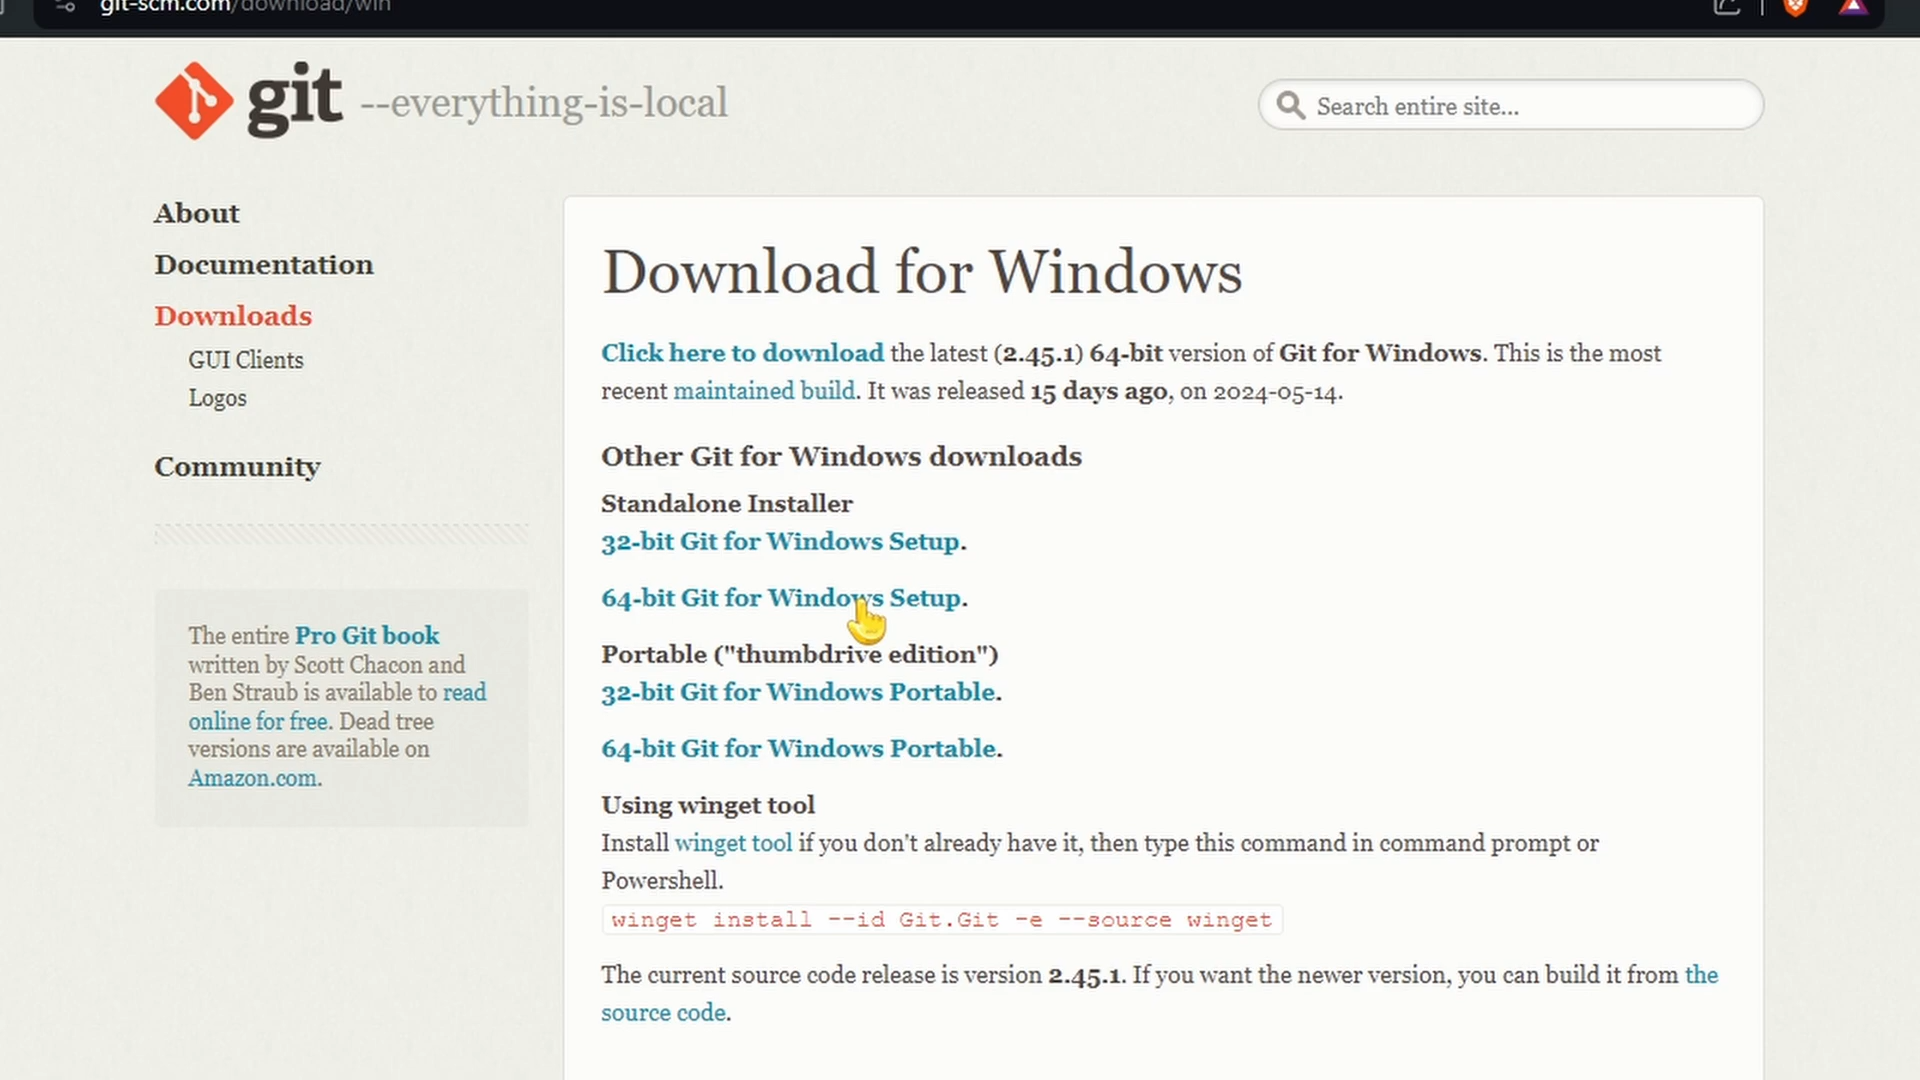 git-scm.com/download/win
git --everything-is-local
Search entire site...
About
Documentation
Downloads
GUI Clients
Logos
Community
The entire Pro Git book
written by Scott Chacon and
Ben Straub is available to read
online for free. Dead tree
versions are available on
Amazon.com.
Download for Windows
Click here to download the latest (2.45.1) 64-bit version of Git for Windows. This is the most
recent maintained build. It was released 15 days ago, on 2024-05-14.
Other Git for Windows downloads
Standalone Installer
32-bit Git for Windows Setup.
64-bit Git for Windows Setup.
Portable ("thumbdrive edition")
32-bit Git for Windows Portable.
64-bit Git for Windows Portable.
Using winget tool
Install winget tool if you don't already have it, then type this command in command prompt or
Powershell.
winget install --id Git.Git -e --source winget
The current source code release is version 2.45.1. If you want the newer version, you can build it from the
source code.